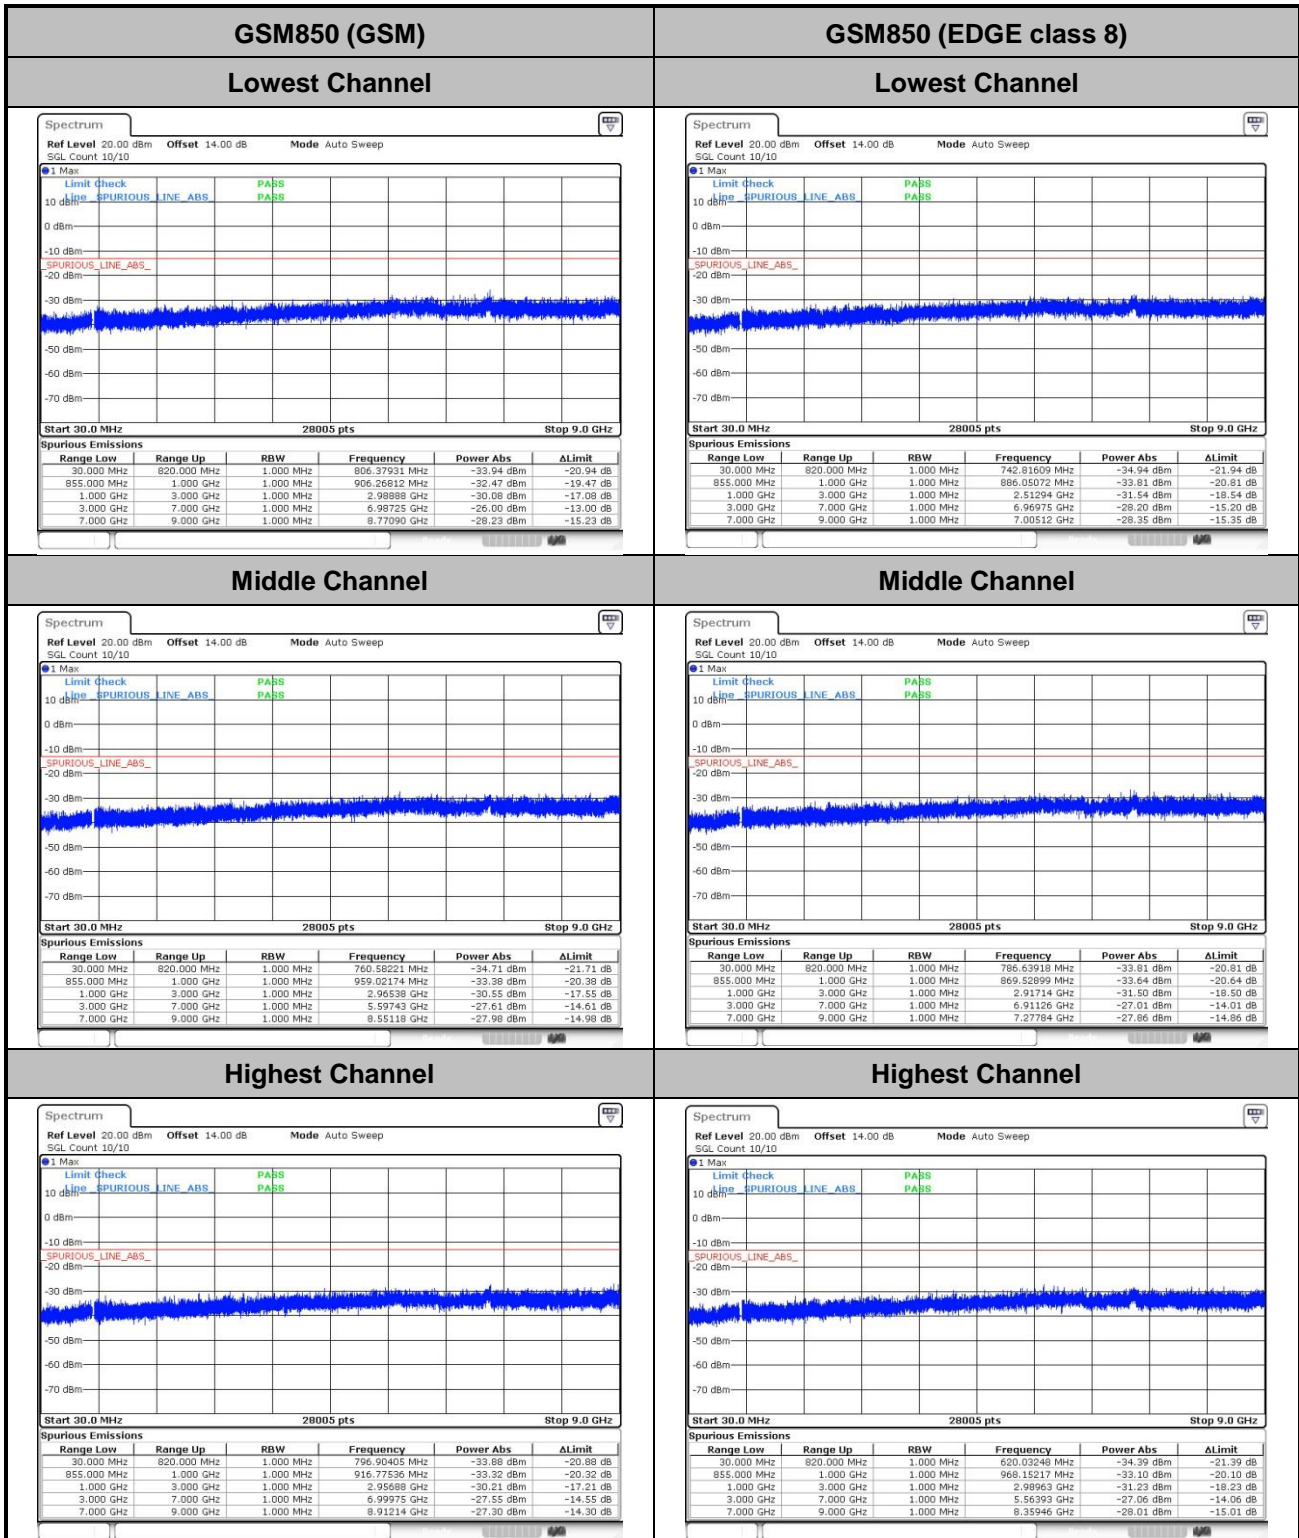 GSM850 (GSM)
GSM850 (EDGE class 8)
Lowest Channel
Lowest Channel
Spectrum
Ref Level 20.00 dBm Offset 14.00 dB Mode Auto Sweep
SGL Count 10/10
1 Max
Limit Check PASS
Line _SPURIOUS_LINE_ABS_ PASS
10 dBm
0 dBm
-10 dBm
_SPURIOUS_LINE_ABS_
-20 dBm
-30 dBm
-50 dBm
-60 dBm
-70 dBm
Start 30.0 MHz 28005 pts Stop 9.0 GHz
Spurious Emissions
Range Low Range Up RBW Frequency Power Abs ΔLimit
30.000 MHz 820.000 MHz 1.000 MHz 806.37931 MHz -33.94 dBm -20.94 dB
855.000 MHz 1.000 GHz 1.000 MHz 906.26812 MHz -32.47 dBm -19.47 dB
1.000 GHz 3.000 GHz 1.000 MHz 2.98888 GHz -30.08 dBm -17.08 dB
3.000 GHz 7.000 GHz 1.000 MHz 6.98725 GHz -26.00 dBm -13.00 dB
7.000 GHz 9.000 GHz 1.000 MHz 8.77090 GHz -28.23 dBm -15.23 dB
Spectrum
Ref Level 20.00 dBm Offset 14.00 dB Mode Auto Sweep
SGL Count 10/10
1 Max
Limit Check PASS
Line _SPURIOUS_LINE_ABS_ PASS
10 dBm
0 dBm
-10 dBm
_SPURIOUS_LINE_ABS_
-20 dBm
-30 dBm
-50 dBm
-60 dBm
-70 dBm
Start 30.0 MHz 28005 pts Stop 9.0 GHz
Spurious Emissions
Range Low Range Up RBW Frequency Power Abs ΔLimit
30.000 MHz 820.000 MHz 1.000 MHz 742.81609 MHz -34.94 dBm -21.94 dB
855.000 MHz 1.000 GHz 1.000 MHz 886.05072 MHz -33.81 dBm -20.81 dB
1.000 GHz 3.000 GHz 1.000 MHz 2.51294 GHz -31.54 dBm -18.54 dB
3.000 GHz 7.000 GHz 1.000 MHz 6.96975 GHz -28.20 dBm -15.20 dB
7.000 GHz 9.000 GHz 1.000 MHz 7.00512 GHz -28.35 dBm -15.35 dB
Middle Channel
Middle Channel
Spectrum
Ref Level 20.00 dBm Offset 14.00 dB Mode Auto Sweep
SGL Count 10/10
1 Max
Limit Check PASS
Line _SPURIOUS_LINE_ABS_ PASS
10 dBm
0 dBm
-10 dBm
_SPURIOUS_LINE_ABS_
-20 dBm
-30 dBm
-50 dBm
-60 dBm
-70 dBm
Start 30.0 MHz 28005 pts Stop 9.0 GHz
Spurious Emissions
Range Low Range Up RBW Frequency Power Abs ΔLimit
30.000 MHz 820.000 MHz 1.000 MHz 760.58221 MHz -34.71 dBm -21.71 dB
855.000 MHz 1.000 GHz 1.000 MHz 959.02174 MHz -33.38 dBm -20.38 dB
1.000 GHz 3.000 GHz 1.000 MHz 2.96538 GHz -30.55 dBm -17.55 dB
3.000 GHz 7.000 GHz 1.000 MHz 5.59743 GHz -27.61 dBm -14.61 dB
7.000 GHz 9.000 GHz 1.000 MHz 8.55118 GHz -27.98 dBm -14.98 dB
Spectrum
Ref Level 20.00 dBm Offset 14.00 dB Mode Auto Sweep
SGL Count 10/10
1 Max
Limit Check PASS
Line _SPURIOUS_LINE_ABS_ PASS
10 dBm
0 dBm
-10 dBm
_SPURIOUS_LINE_ABS_
-20 dBm
-30 dBm
-50 dBm
-60 dBm
-70 dBm
Start 30.0 MHz 28005 pts Stop 9.0 GHz
Spurious Emissions
Range Low Range Up RBW Frequency Power Abs ΔLimit
30.000 MHz 820.000 MHz 1.000 MHz 786.63918 MHz -33.81 dBm -20.81 dB
855.000 MHz 1.000 GHz 1.000 MHz 869.52899 MHz -33.64 dBm -20.64 dB
1.000 GHz 3.000 GHz 1.000 MHz 2.91714 GHz -31.50 dBm -18.50 dB
3.000 GHz 7.000 GHz 1.000 MHz 6.91126 GHz -27.01 dBm -14.01 dB
7.000 GHz 9.000 GHz 1.000 MHz 7.27784 GHz -27.86 dBm -14.86 dB
Highest Channel
Highest Channel
Spectrum
Ref Level 20.00 dBm Offset 14.00 dB Mode Auto Sweep
SGL Count 10/10
1 Max
Limit Check PASS
Line _SPURIOUS_LINE_ABS_ PASS
10 dBm
0 dBm
-10 dBm
_SPURIOUS_LINE_ABS_
-20 dBm
-30 dBm
-50 dBm
-60 dBm
-70 dBm
Start 30.0 MHz 28005 pts Stop 9.0 GHz
Spurious Emissions
Range Low Range Up RBW Frequency Power Abs ΔLimit
30.000 MHz 820.000 MHz 1.000 MHz 796.90405 MHz -33.88 dBm -20.88 dB
855.000 MHz 1.000 GHz 1.000 MHz 916.77536 MHz -33.32 dBm -20.32 dB
1.000 GHz 3.000 GHz 1.000 MHz 2.95688 GHz -30.21 dBm -17.21 dB
3.000 GHz 7.000 GHz 1.000 MHz 6.99975 GHz -27.55 dBm -14.55 dB
7.000 GHz 9.000 GHz 1.000 MHz 8.91214 GHz -27.30 dBm -14.30 dB
Spectrum
Ref Level 20.00 dBm Offset 14.00 dB Mode Auto Sweep
SGL Count 10/10
1 Max
Limit Check PASS
Line _SPURIOUS_LINE_ABS_ PASS
10 dBm
0 dBm
-10 dBm
_SPURIOUS_LINE_ABS_
-20 dBm
-30 dBm
-50 dBm
-60 dBm
-70 dBm
Start 30.0 MHz 28005 pts Stop 9.0 GHz
Spurious Emissions
Range Low Range Up RBW Frequency Power Abs ΔLimit
30.000 MHz 820.000 MHz 1.000 MHz 620.03248 MHz -34.39 dBm -21.39 dB
855.000 MHz 1.000 GHz 1.000 MHz 968.15217 MHz -33.10 dBm -20.10 dB
1.000 GHz 3.000 GHz 1.000 MHz 2.98963 GHz -31.23 dBm -18.23 dB
3.000 GHz 7.000 GHz 1.000 MHz 5.56393 GHz -27.06 dBm -14.06 dB
7.000 GHz 9.000 GHz 1.000 MHz 8.35946 GHz -28.01 dBm -15.01 dB